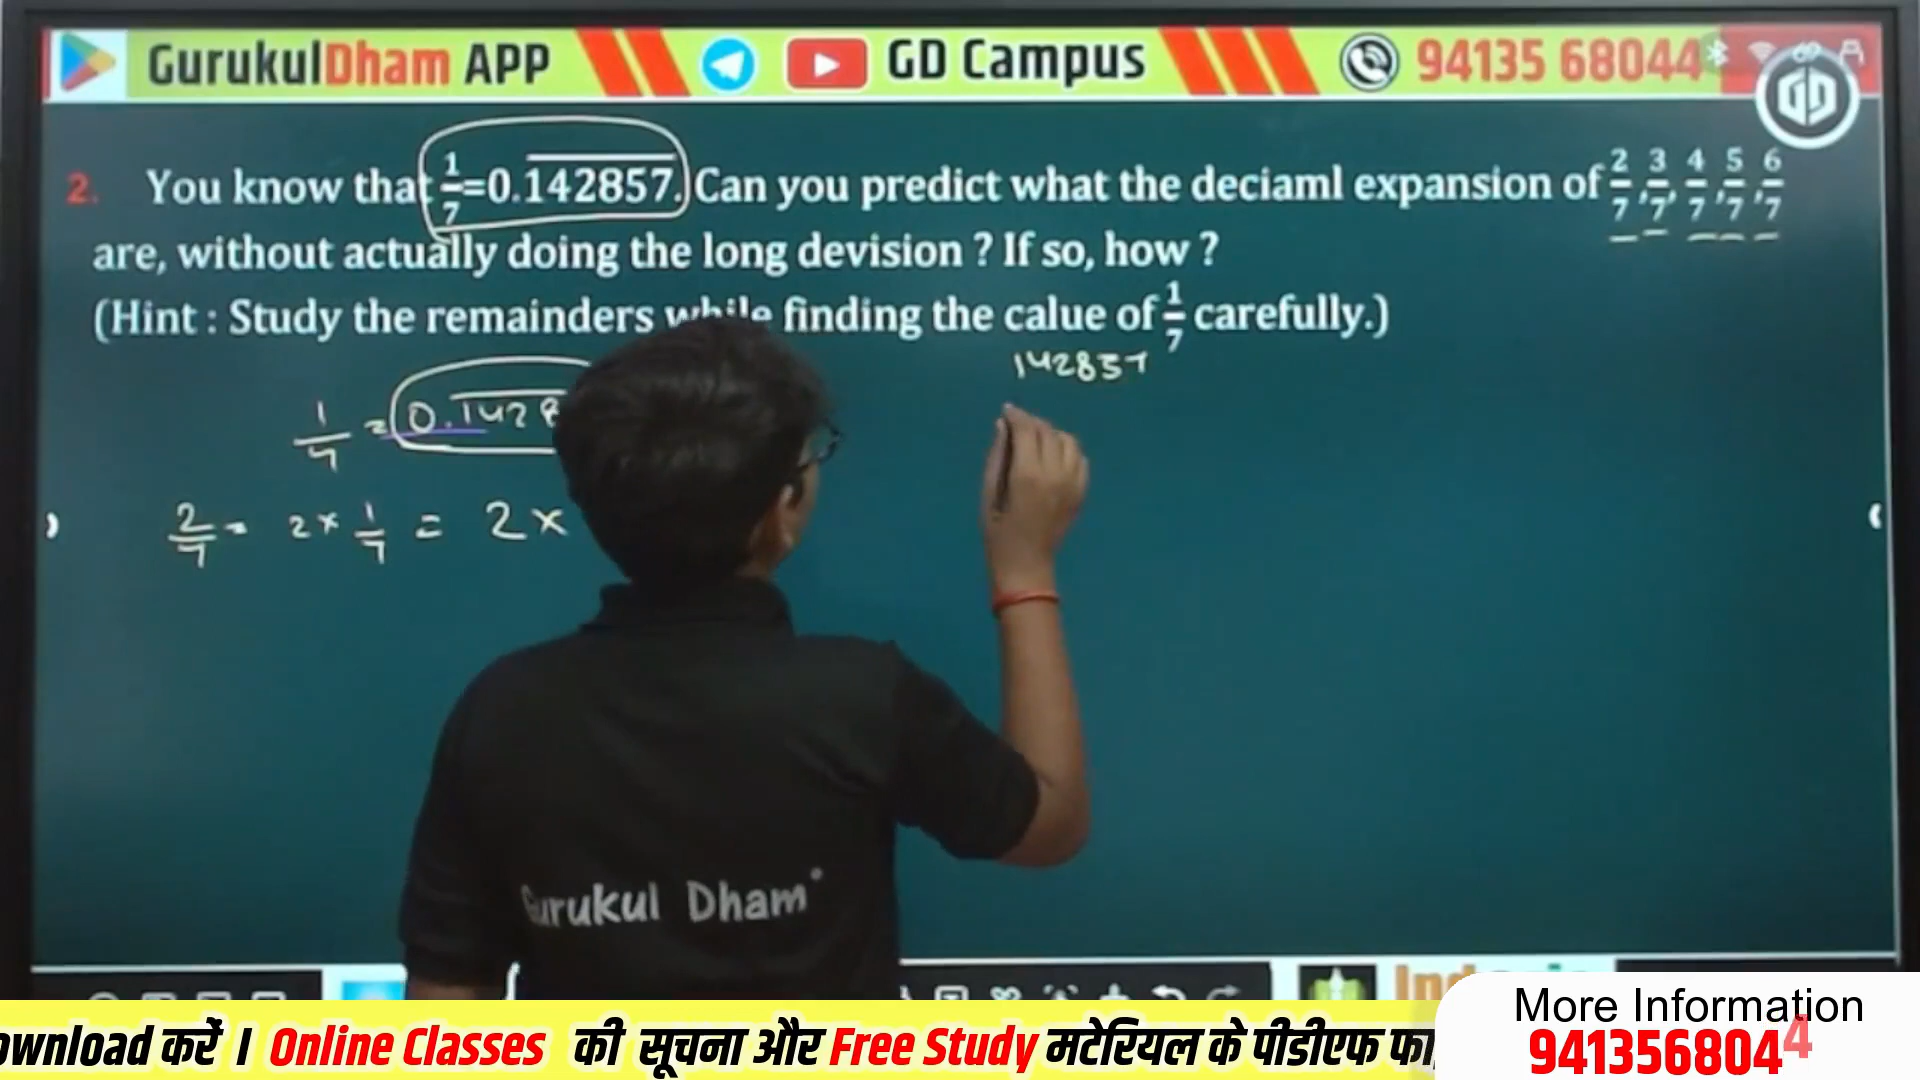 GurukulDham APP GD Campus 94135 68044
GD
2. You know that 1/7=0.142857. Can you predict what the deciaml expansion of 2/7, 3/7, 4/7, 5/7, 6/7
are, without actually doing the long devision ? If so, how ?
(Hint : Study the remainders while finding the calue of 1/7 carefully.)
142857
1/7 = 0.1428
2/7 = 2 × 1/7 = 2 ×
Gurukul Dham
More Information
ownload करें । Online Classes की सूचना और Free Study मटेरियल के पीडीएफ फा
9413568044